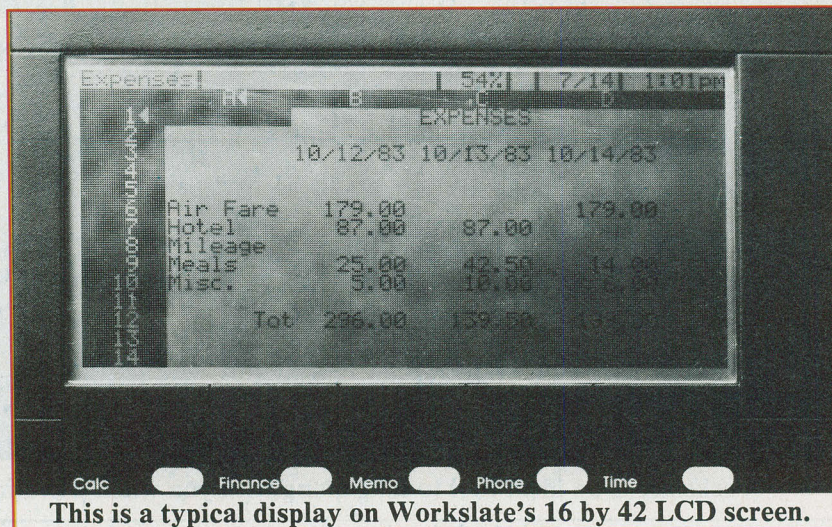 Expenses 54% 7/14 1:01pm
A B C D
1 EXPENSES
2
3 10/12/83 10/13/83 10/14/83
4
5
6 Air Fare 179.00 179.00
7 Hotel 87.00 87.00
8 Mileage
9 Meals 25.00 42.50 14.00
10 Misc. 5.00 10.00
11
12 Tot 296.00 139.50
13
14
Calc Finance Memo Phone Time
This is a typical display on Workslate's 16 by 42 LCD screen.